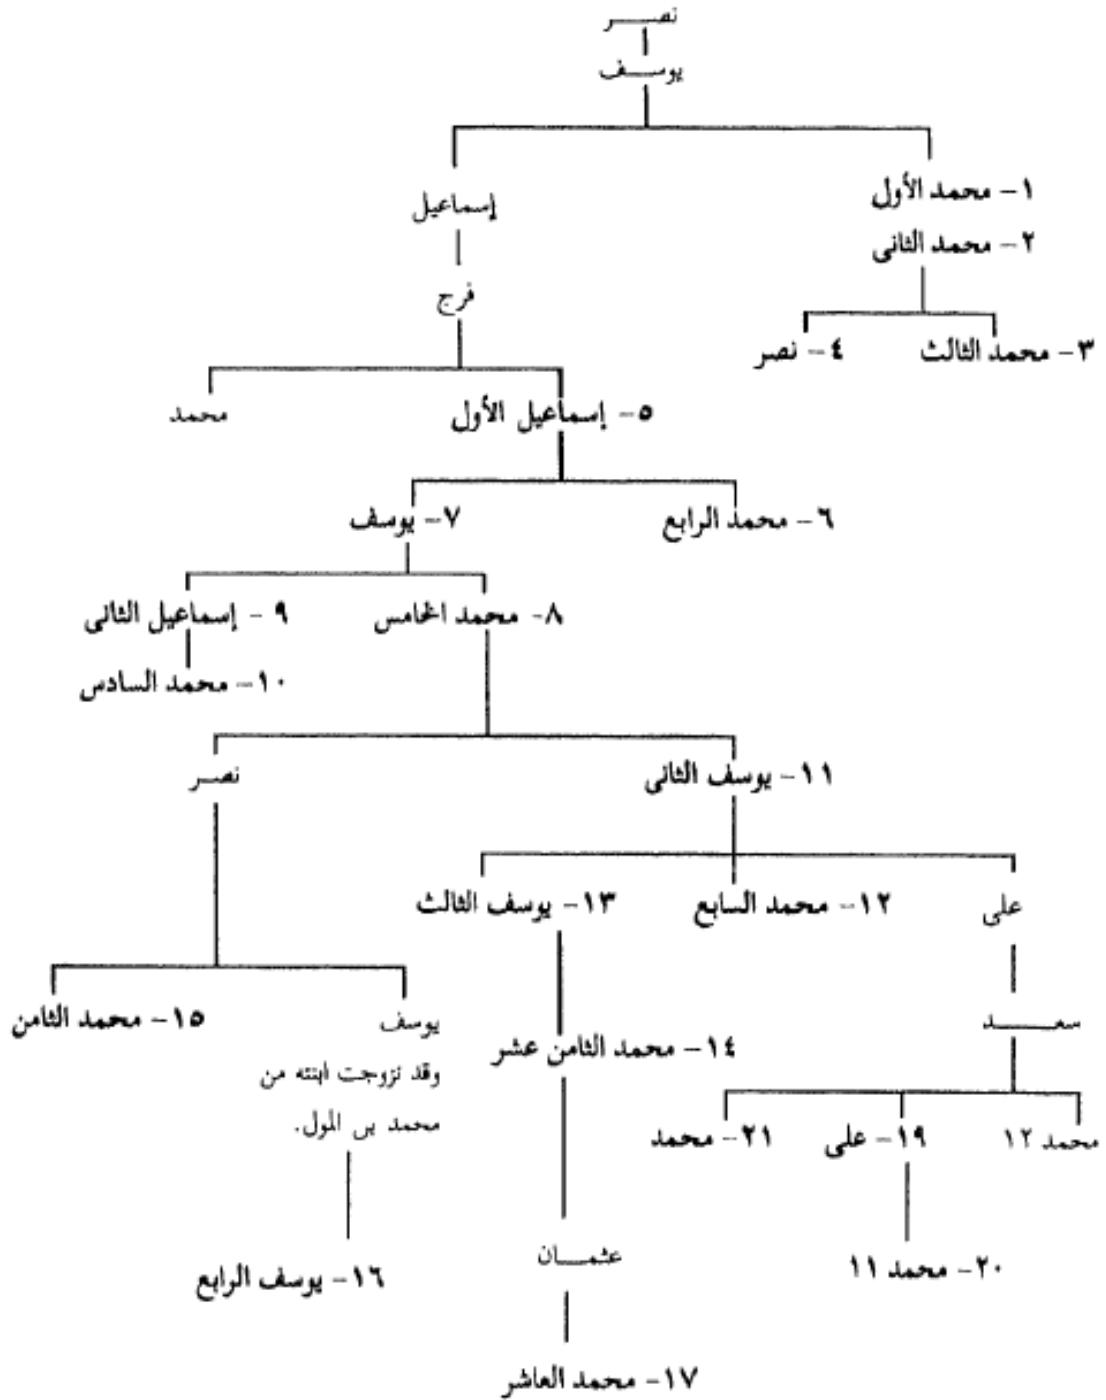 نصر
يوسف
١- محمد الأول
إسماعيل
٢- محمد الثانى
فرج
٣- محمد الثالث
٤- نصر
٥- إسماعيل الأول
محمد
٦- محمد الرابع
٧- يوسف
٨- محمد الخامس
٩ - إسماعيل الثانى
١٠- محمد السادس
١١- يوسف الثانى
نصر
على
١٢- محمد السابع
١٣- يوسف الثالث
سعد
يوسف
١٥- محمد الثامن
١٤- محمد الثامن عشر
وقد تزوجت ابنته من
محمد بن المول.
محمد ١٢
١٩- على
٢١- محمد
عثمان
٢٠- محمد ١١
١٦- يوسف الرابع
١٧- محمد العاشر